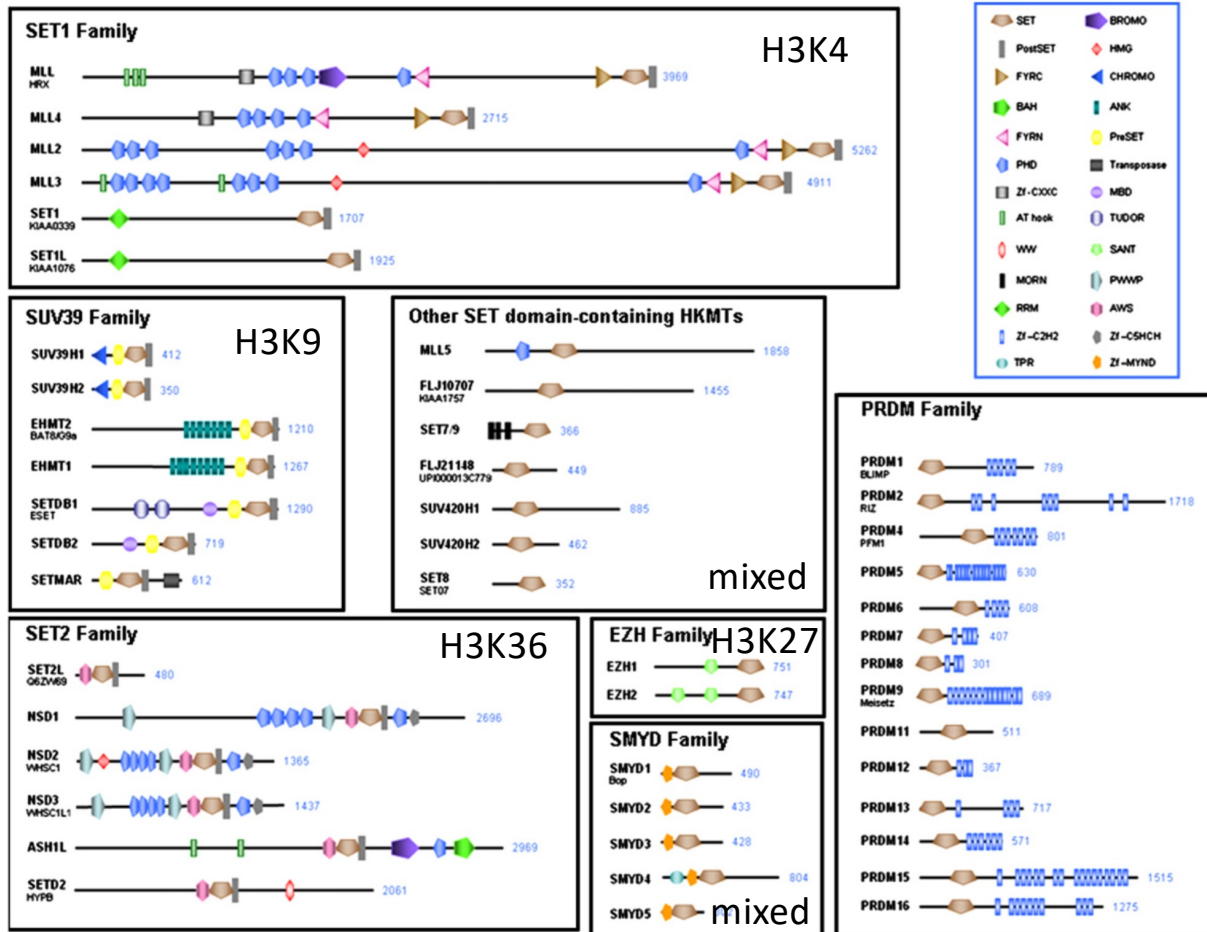 SET1 Family
H3K4
MLL
HRX
3969
MLL4
2715
MLL2
5262
MLL3
4911
SET1
KIAA0339
1707
SET1L
KIAA1076
1925
SET
BROMO
PostSET
HMG
FYRC
CHROMO
BAH
ANK
FYRN
PreSET
PHD
Transposase
Zf-CXXC
MBD
AT hook
TUDOR
WW
SANT
MORN
PWWP
RRM
AWS
Zf-C2H2
Zf-C5HCH
TPR
Zf-MYND
SUV39 Family
H3K9
SUV39H1
412
SUV39H2
350
EHMT2
BAT8/G9a
1210
EHMT1
1267
SETDB1
ESET
1290
SETDB2
719
SETMAR
612
Other SET domain-containing HKMTs
MLL5
1858
FLJ10707
KIAA1757
1455
SET7/9
366
FLJ21148
UPI000013C779
449
SUV420H1
885
SUV420H2
462
SET8
SET07
352
mixed
PRDM Family
PRDM1
BLIMP
789
PRDM2
RIZ
1718
PRDM4
PFM1
801
PRDM5
630
PRDM6
608
PRDM7
407
PRDM8
301
PRDM9
Meisetz
689
PRDM11
511
PRDM12
367
PRDM13
717
PRDM14
571
PRDM15
1515
PRDM16
1275
SET2 Family
H3K36
SET2L
Q6ZW69
480
NSD1
2696
NSD2
WHSC1
1365
NSD3
WHSC1L1
1437
ASH1L
2969
SETD2
HYPB
2061
EZH Family
H3K27
EZH1
751
EZH2
747
SMYD Family
SMYD1
Bop
490
SMYD2
433
SMYD3
428
SMYD4
804
SMYD5
mixed